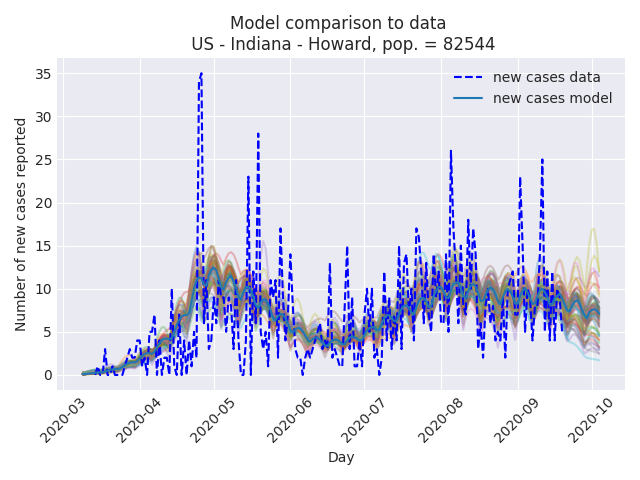 Model comparison to data
US - Indiana - Howard, pop. = 82544
new cases data
new cases model
Number of new cases reported
35
30
25
20
15
10
5
0
2020-03
2020-04
2020-05
2020-06
2020-07
2020-08
2020-09
2020-10
Day